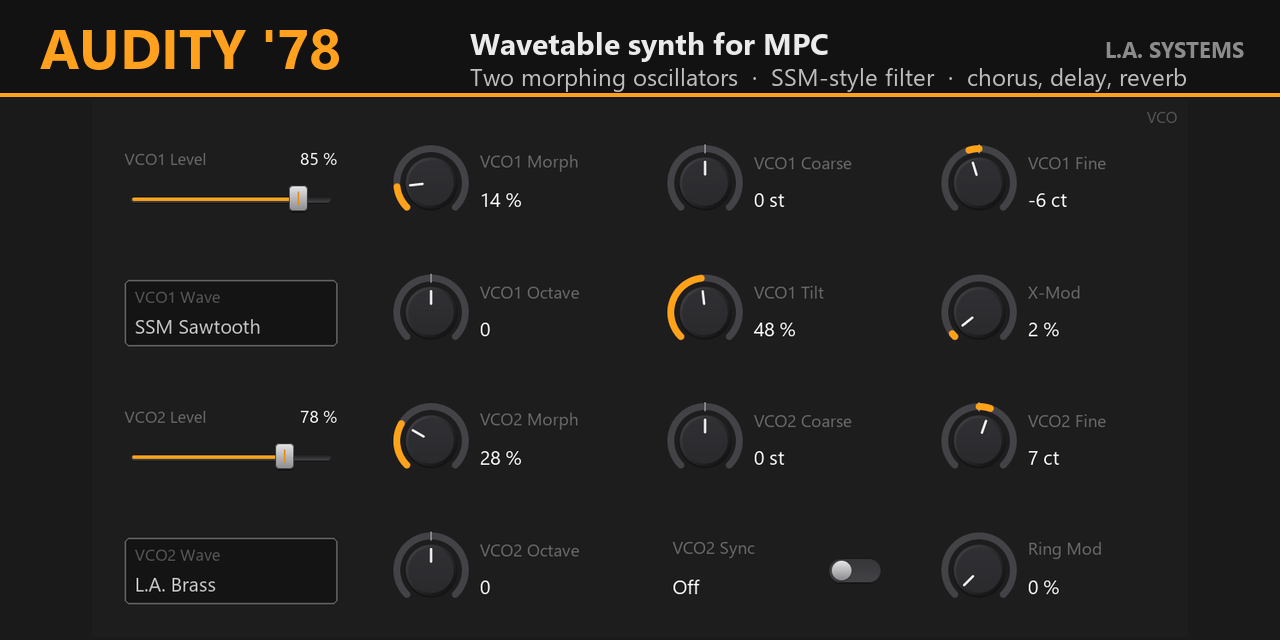 AUDITY '78
Wavetable synth for MPC
Two morphing oscillators · SSM-style filter · chorus, delay, reverb
L.A. SYSTEMS
VCO
VCO1 Level 85 %
VCO1 Morph
14 %
VCO1 Coarse
0 st
VCO1 Fine
-6 ct
VCO1 Wave
SSM Sawtooth
VCO1 Octave
0
VCO1 Tilt
48 %
X-Mod
2 %
VCO2 Level 78 %
VCO2 Morph
28 %
VCO2 Coarse
0 st
VCO2 Fine
7 ct
VCO2 Wave
L.A. Brass
VCO2 Octave
0
VCO2 Sync
Off
Ring Mod
0 %